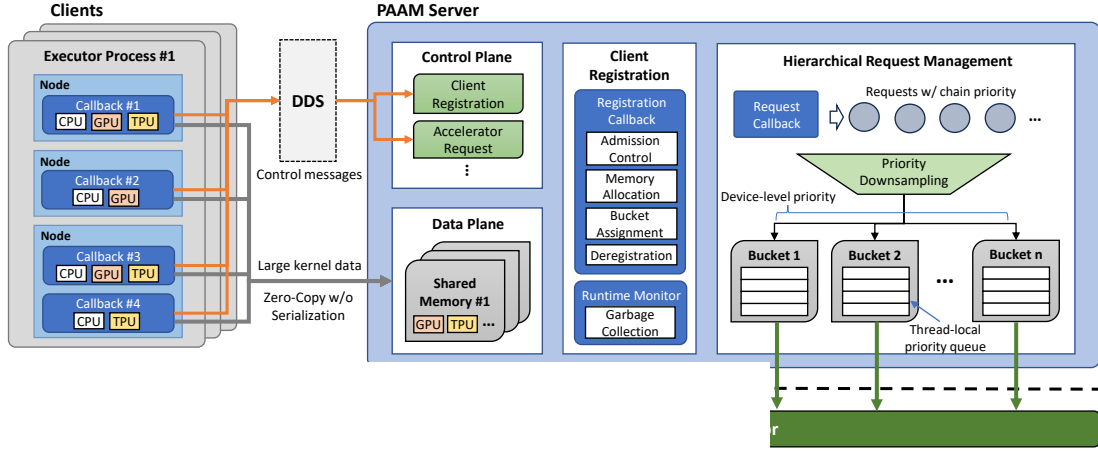 Clients
Executor Process #1
Node
Callback #1
CPU GPU TPU
Node
Callback #2
CPU GPU
Node
Callback #3
CPU GPU TPU
Callback #4
CPU TPU
DDS
Control messages
Large kernel data
Zero-Copy w/o
Serialization
PAAM Server
Control Plane
Client
Registration
Accelerator
Request
Data Plane
Shared
Memory #1
GPU TPU ...
Client
Registration
Registration
Callback
Admission
Control
Memory
Allocation
Bucket
Assignment
Deregistration
Runtime Monitor
Garbage
Collection
Hierarchical Request Management
Request
Callback
Requests w/ chain priority
...
Priority
Downsampling
Device-level priority
Bucket 1
Bucket 2
...
Bucket n
Thread-local
priority queue